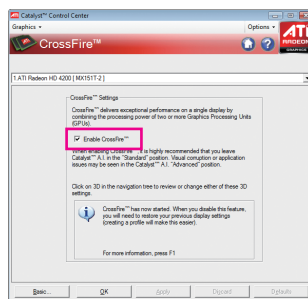 Catalyst™ Control Center
Graphics
Options
ATI
CrossFire™
1.ATI Radeon HD 4200 [ MX151T-2 ]
CrossFire™ Settings
CrossFire™ delivers exceptional performance on a single display by
combining the processing power of two or more Graphics Processing Units
(GPUs).
Enable CrossFire™
When enabling CrossFire™, it is highly recommended that you leave
Catalyst™ A.I. in the "Standard" position. Visual corruption or application
issues may be seen in the Catalyst™ A.I. "Advanced" position.
Click on 3D in the navigation tree to review or change either of these 3D
settings.
CrossFire™ has now started. When you disable this feature,
you will need to restore your previous display settings
(creating a profile will make this easier).
For more information, press F1
Basic...
OK
Apply
Discard
Defaults